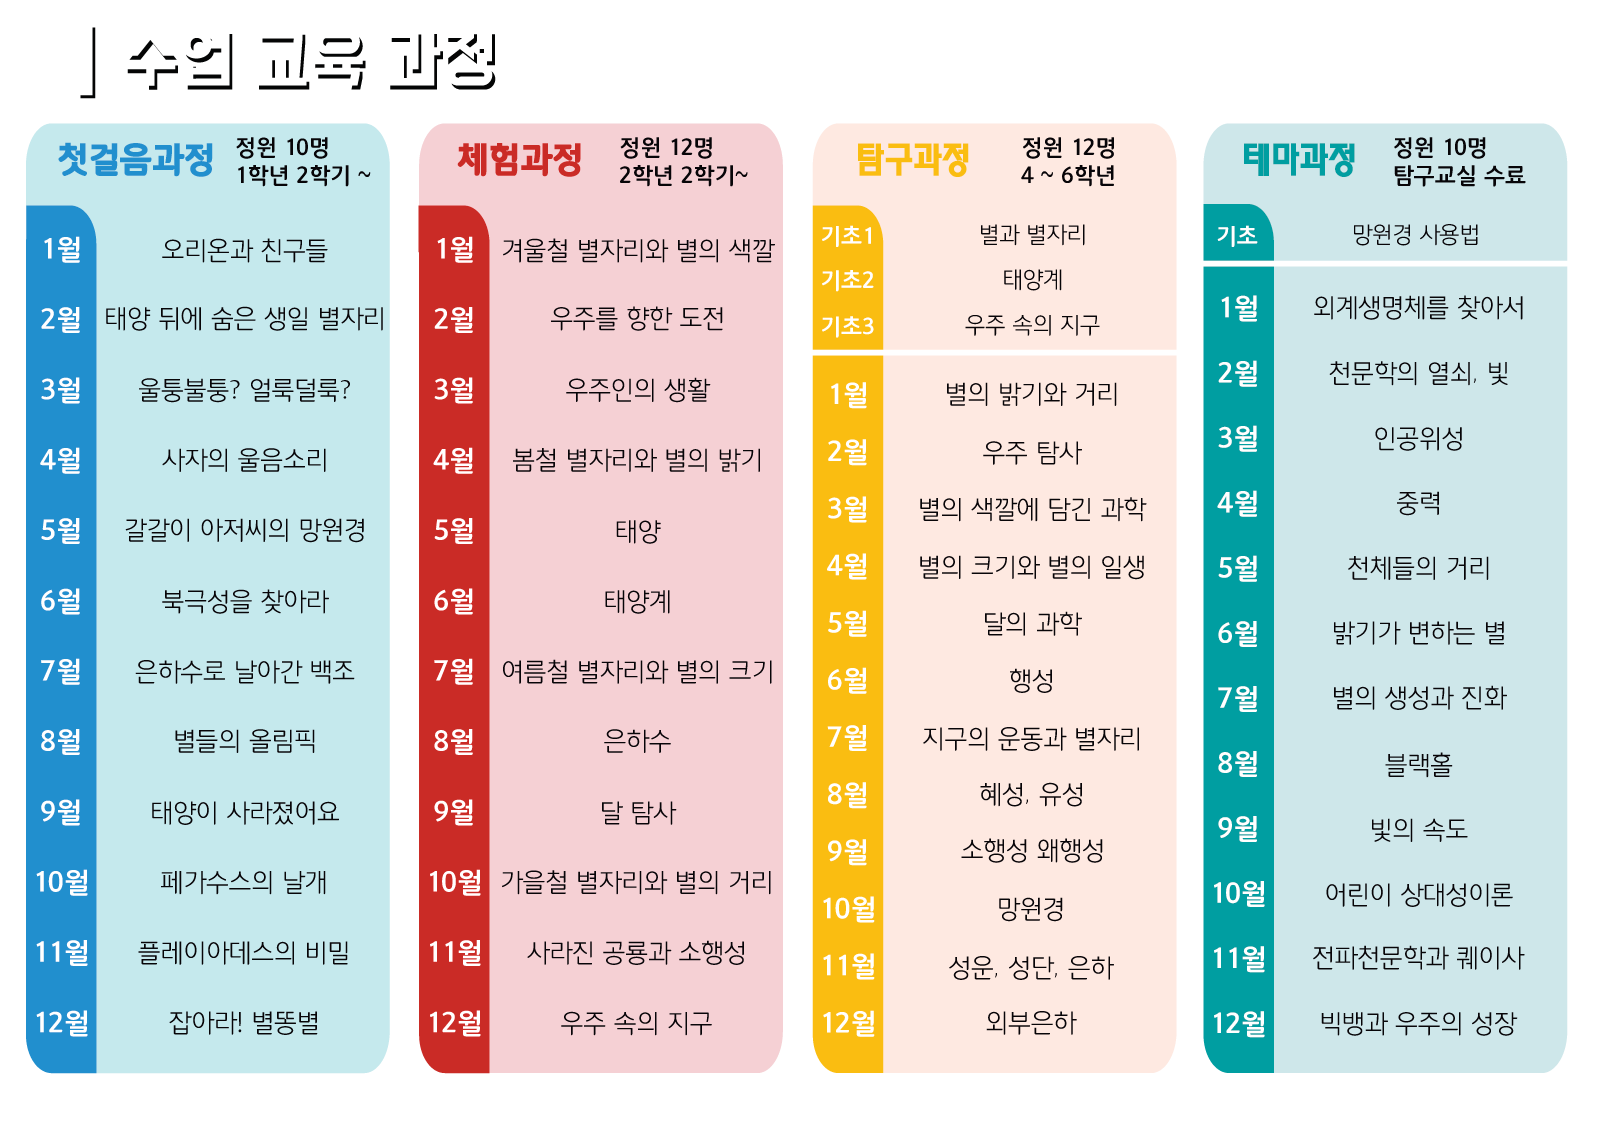 수업 교육 과정
첫걸음과정
정원 10명
1학년 2학기 ~
1월 오리온과 친구들
2월 태양 뒤에 숨은 생일 별자리
3월 울퉁불퉁? 얼룩덜룩?
4월 사자의 울음소리
5월 갈갈이 아저씨의 망원경
6월 북극성을 찾아라
7월 은하수로 날아간 백조
8월 별들의 올림픽
9월 태양이 사라졌어요
10월 페가수스의 날개
11월 플레이아데스의 비밀
12월 잡아라! 별똥별
체험과정
정원 12명
2학년 2학기~
1월 겨울철 별자리와 별의 색깔
2월 우주를 향한 도전
3월 우주인의 생활
4월 봄철 별자리와 별의 밝기
5월 태양
6월 태양계
7월 여름철 별자리와 별의 크기
8월 은하수
9월 달 탐사
10월 가을철 별자리와 별의 거리
11월 사라진 공룡과 소행성
12월 우주 속의 지구
탐구과정
정원 12명
4 ~ 6학년
기초1 별과 별자리
기초2 태양계
기초3 우주 속의 지구
1월 별의 밝기와 거리
2월 우주 탐사
3월 별의 색깔에 담긴 과학
4월 별의 크기와 별의 일생
5월 달의 과학
6월 행성
7월 지구의 운동과 별자리
8월 혜성, 유성
9월 소행성 왜행성
10월 망원경
11월 성운, 성단, 은하
12월 외부은하
테마과정
정원 10명
탐구교실 수료
기초 망원경 사용법
1월 외계생명체를 찾아서
2월 천문학의 열쇠, 빛
3월 인공위성
4월 중력
5월 천체들의 거리
6월 밝기가 변하는 별
7월 별의 생성과 진화
8월 블랙홀
9월 빛의 속도
10월 어린이 상대성이론
11월 전파천문학과 퀘이사
12월 빅뱅과 우주의 성장